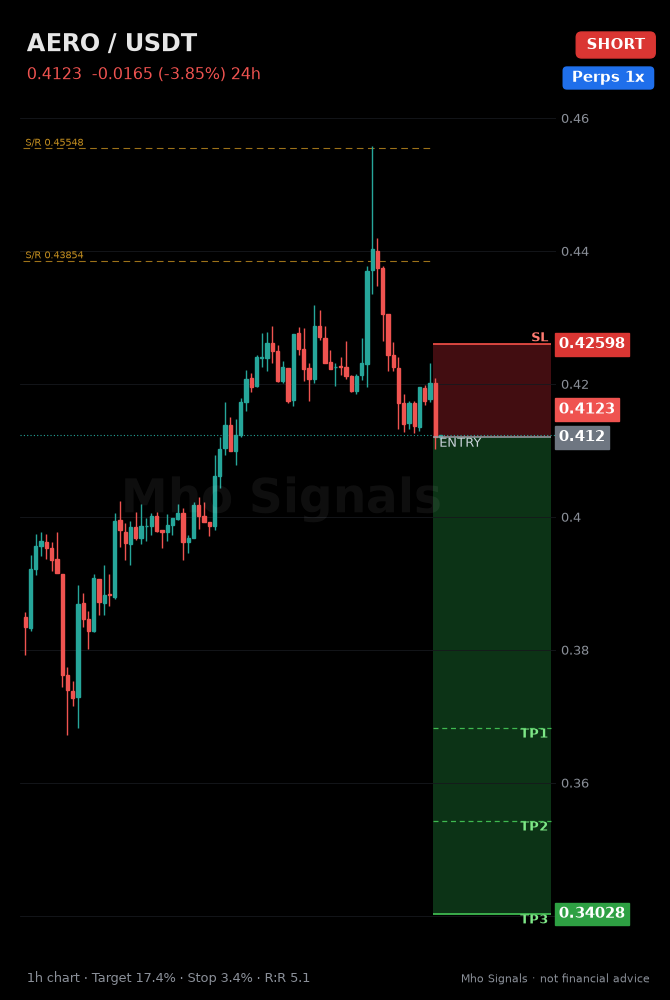 AERO / USDT
SHORT
0.4123 -0.0165 (-3.85%) 24h
Perps 1x
0.46
S/R 0.45548
0.44
S/R 0.43854
SL
0.42598
0.42
0.4123
0.412
ENTRY
Mho Signals
0.4
0.38
TP1
0.36
TP2
0.34028
TP3
1h chart · Target 17.4% · Stop 3.4% · R:R 5.1
Mho Signals · not financial advice